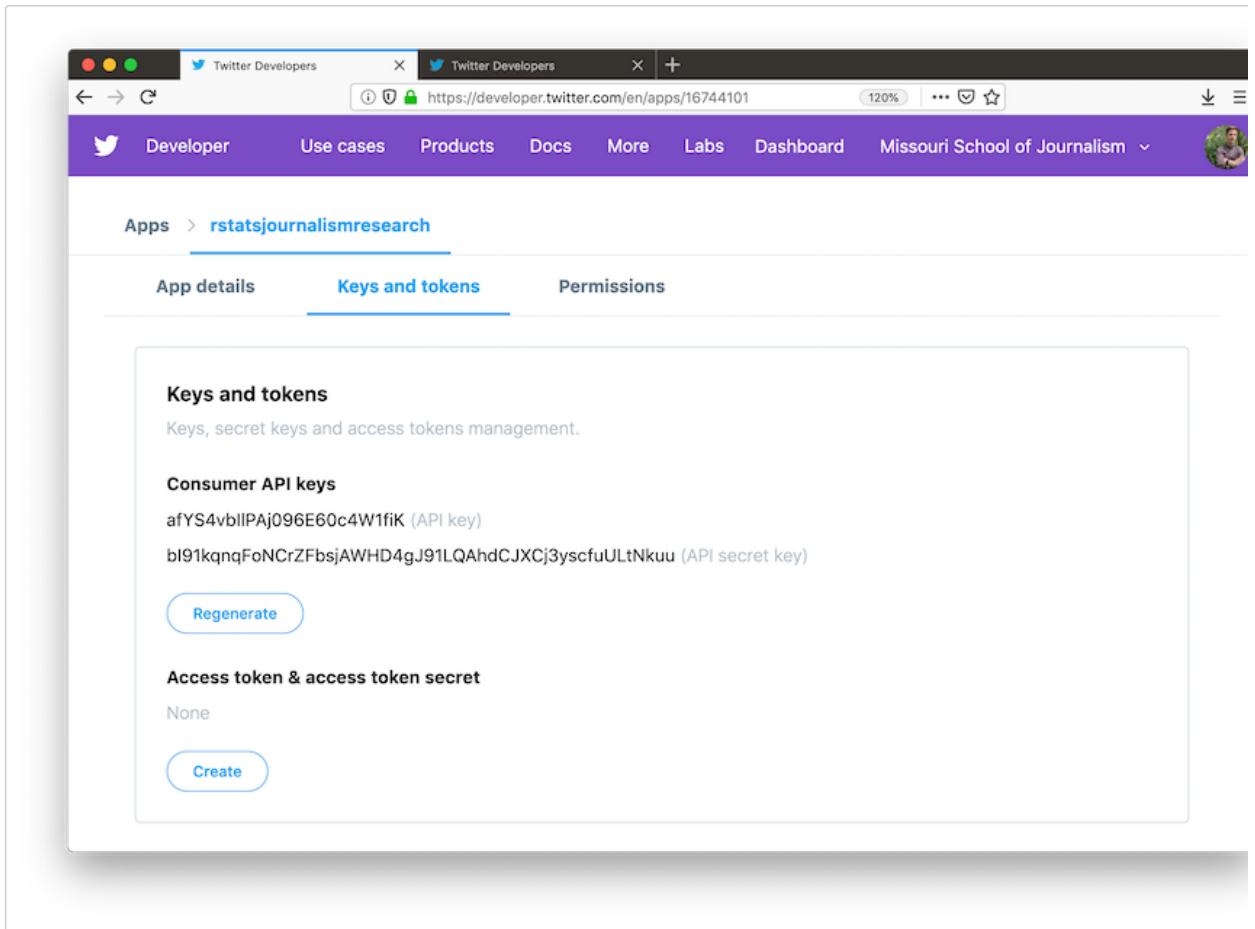 Twitter Developers
Twitter Developers
https://developer.twitter.com/en/apps/16744101
120%
Developer
Use cases
Products
Docs
More
Labs
Dashboard
Missouri School of Journalism
Apps > rstatsjournalismresearch
App details
Keys and tokens
Permissions
Keys and tokens
Keys, secret keys and access tokens management.
Consumer API keys
afYS4vbIlPAj096E60c4W1fiK (API key)
bI91kqnqFoNCrZFbsjAWHD4gJ91LQAhdCJXCj3yscfuULtNkuu (API secret key)
Regenerate
Access token & access token secret
None
Create